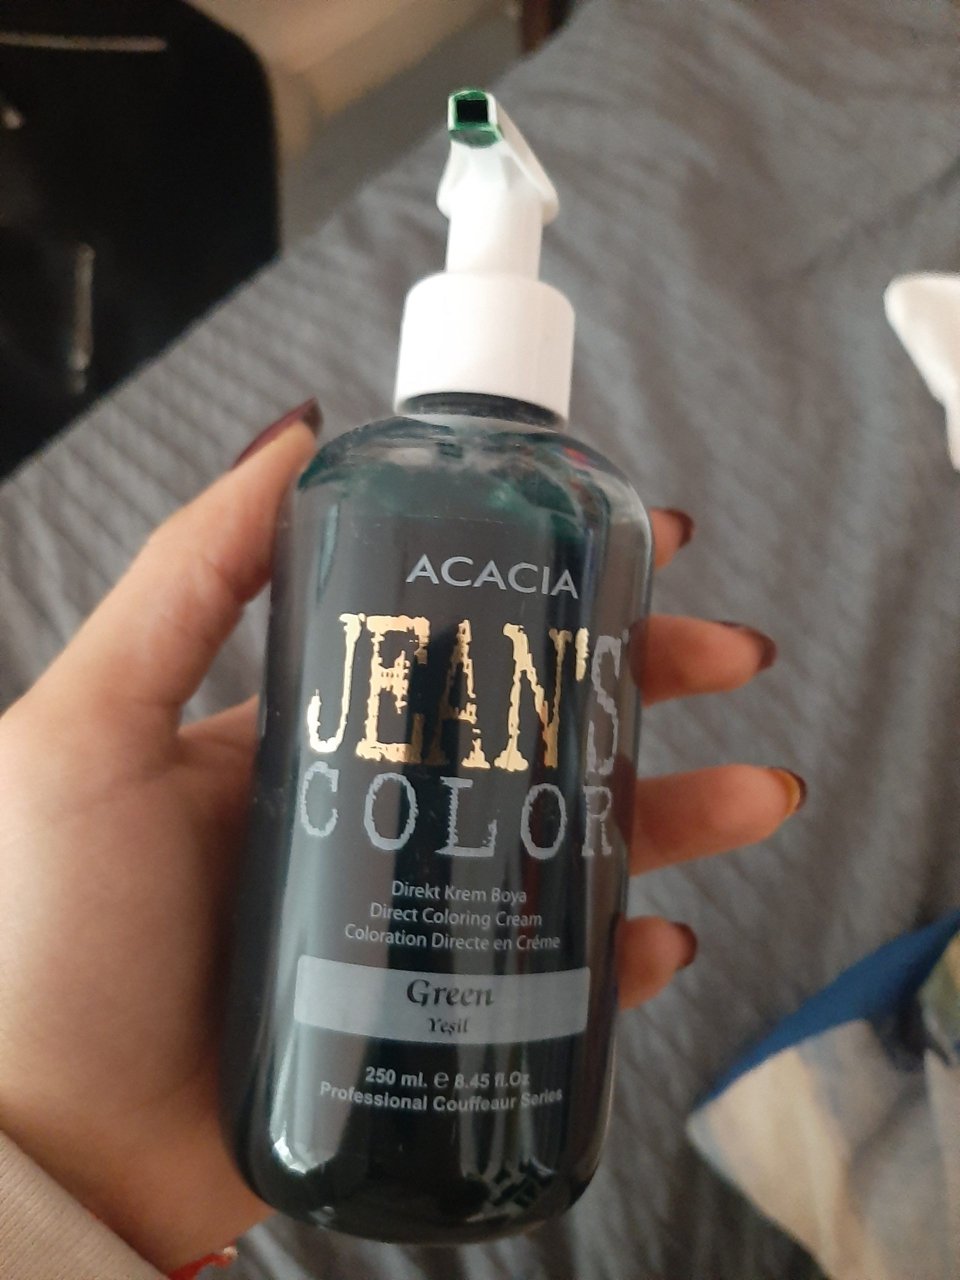 ACACIA
JEAN'S
COLOR
Direkt Krem Boya
Direct Coloring Cream
Coloration Directe en Créme
Green
Yeşil
250 ml. ℮ 8.45 fl.Oz
Professional Couffeaur Series